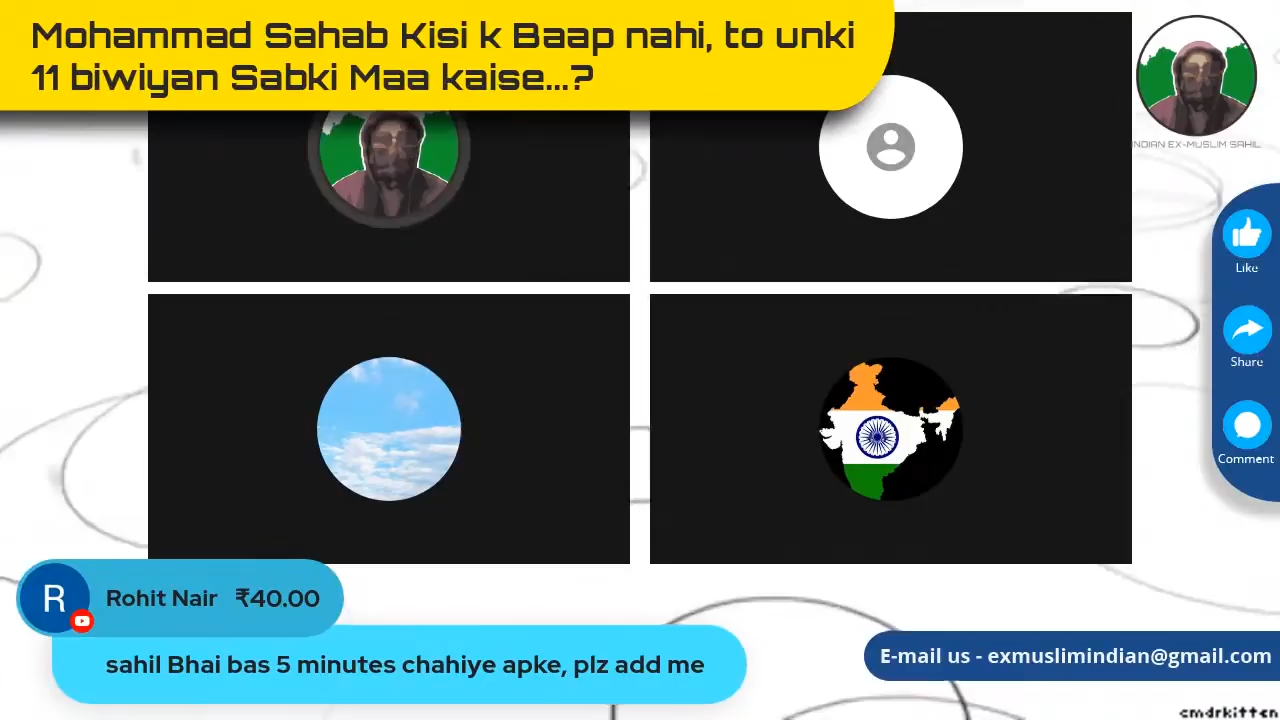 Mohammad Sahab Kisi k Baap nahi, to unki
11 biwiyan Sabki Maa kaise...?
INDIAN EX-MUSLIM SAHIL
Like
Share
Comment
R
Rohit Nair ₹40.00
sahil Bhai bas 5 minutes chahiye apke, plz add me
E-mail us - exmuslimindian@gmail.com
cmdrkitten